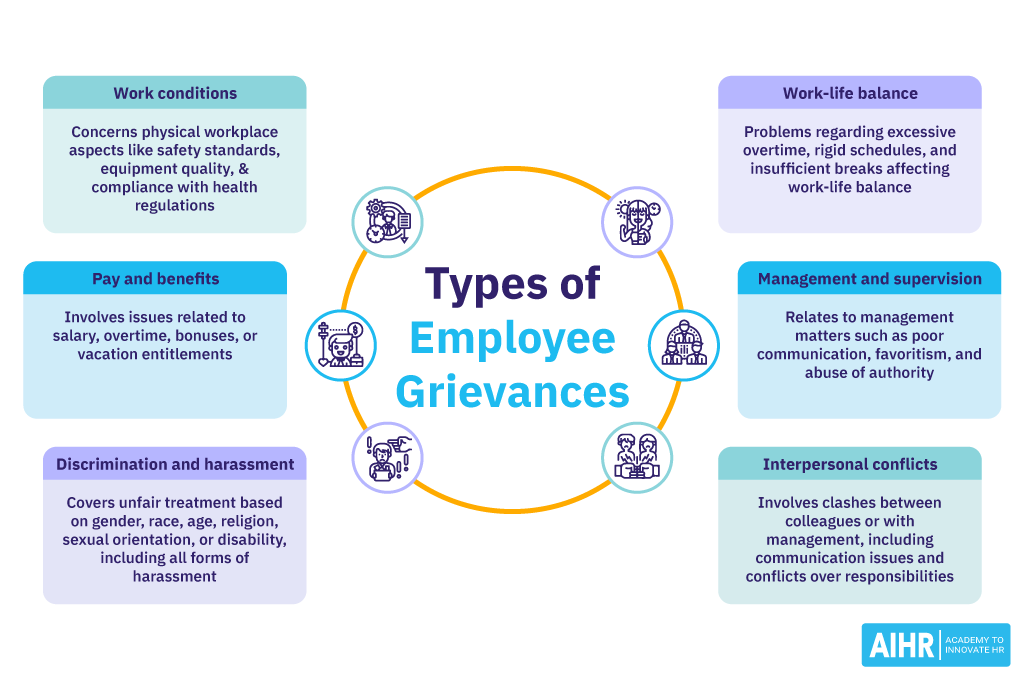 Work conditions
Concerns physical workplace
aspects like safety standards,
equipment quality, &
compliance with health
regulations
Pay and benefits
Involves issues related to
salary, overtime, bonuses, or
vacation entitlements
Discrimination and harassment
Covers unfair treatment based
on gender, race, age, religion,
sexual orientation, or disability,
including all forms of
harassment
Types of
Employee
Grievances
Work-life balance
Problems regarding excessive
overtime, rigid schedules, and
insufficient breaks affecting
work-life balance
Management and supervision
Relates to management
matters such as poor
communication, favoritism, and
abuse of authority
Interpersonal conflicts
Involves clashes between
colleagues or with
management, including
communication issues and
conflicts over responsibilities
AIHR
ACADEMY TO
INNOVATE HR